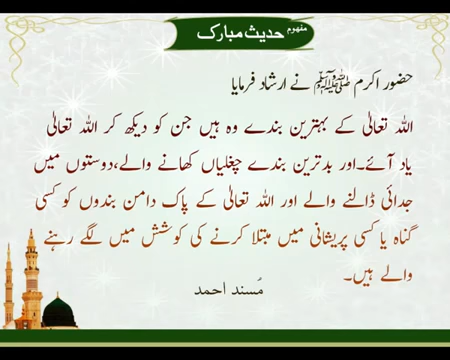 مفہوم حدیث مبارک
حضور اکرم ﷺ نے ارشاد فرمایا
اللہ تعالیٰ کے بہترین بندے وہ ہیں جن کو دیکھ کر اللہ تعالیٰ
یاد آئے۔اور بدترین بندے چغلیاں کھانے والے،دوستوں میں
جدائی ڈالنے والے اور اللہ تعالیٰ کے پاک دامن بندوں کو کسی
گناہ یا کسی پریشانی میں مبتلا کرنے کی کوشش میں لگے رہنے
والے ہیں۔
مُسند احمد